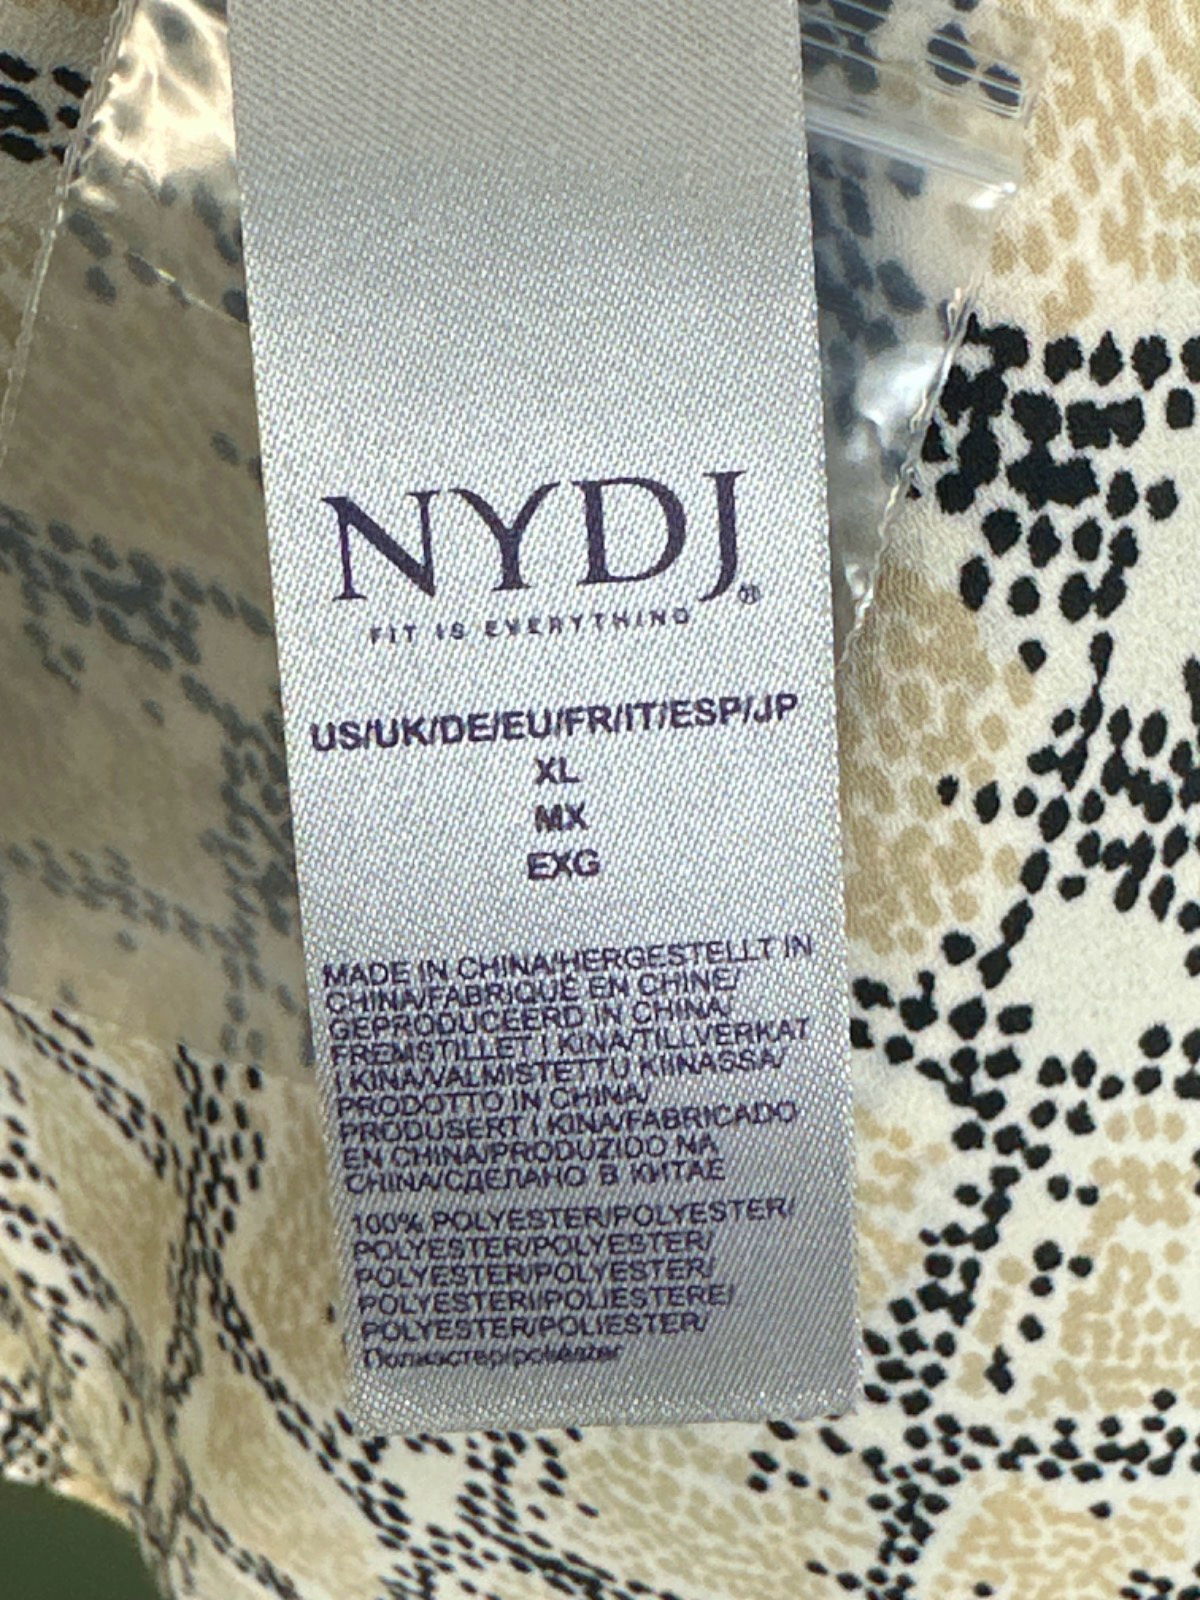 NYDJ®
FIT IS EVERYTHING
US/UK/DE/EU/FR/IT/ESP/JP
XL
MX
EXG
MADE IN CHINA/HERGESTELLT IN
CHINA/FABRIQUÉ EN CHINE/
GEPRODUCEERD IN CHINA/
FREMSTILLET I KINA/TILLVERKAT
I KINA/VALMISTETTU KIINASSA/
PRODOTTO IN CHINA/
PRODUSERT I KINA/FABRICADO
EN CHINA/PRODUZIDO NA
CHINA/СДЕЛАНО В КИТАЕ
100% POLYESTER/POLYESTER/
POLYESTER/POLYESTER/
POLYESTER/POLYESTER/
POLYESTERI/POLIESTERE/
POLYESTER/POLIESTER/